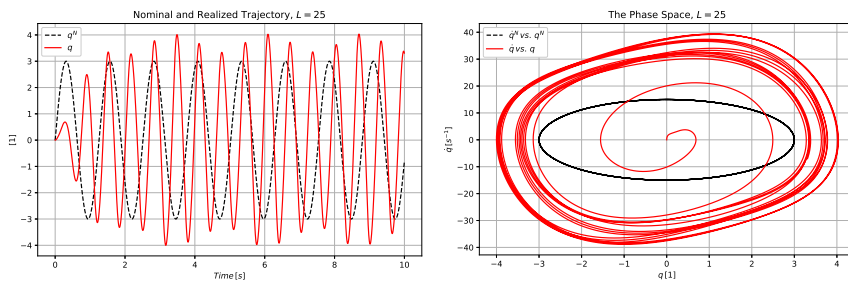 Nominal and Realized Trajectory, L = 25
q^N
q
[1]
4
3
2
1
0
−1
−2
−3
−4
0 2 4 6 8 10
Time [s]
The Phase Space, L = 25
q̇^N vs. q^N
q̇ vs. q
q̇ [s⁻¹]
40
30
20
10
0
−10
−20
−30
−40
−4 −3 −2 −1 0 1 2 3 4
q [1]